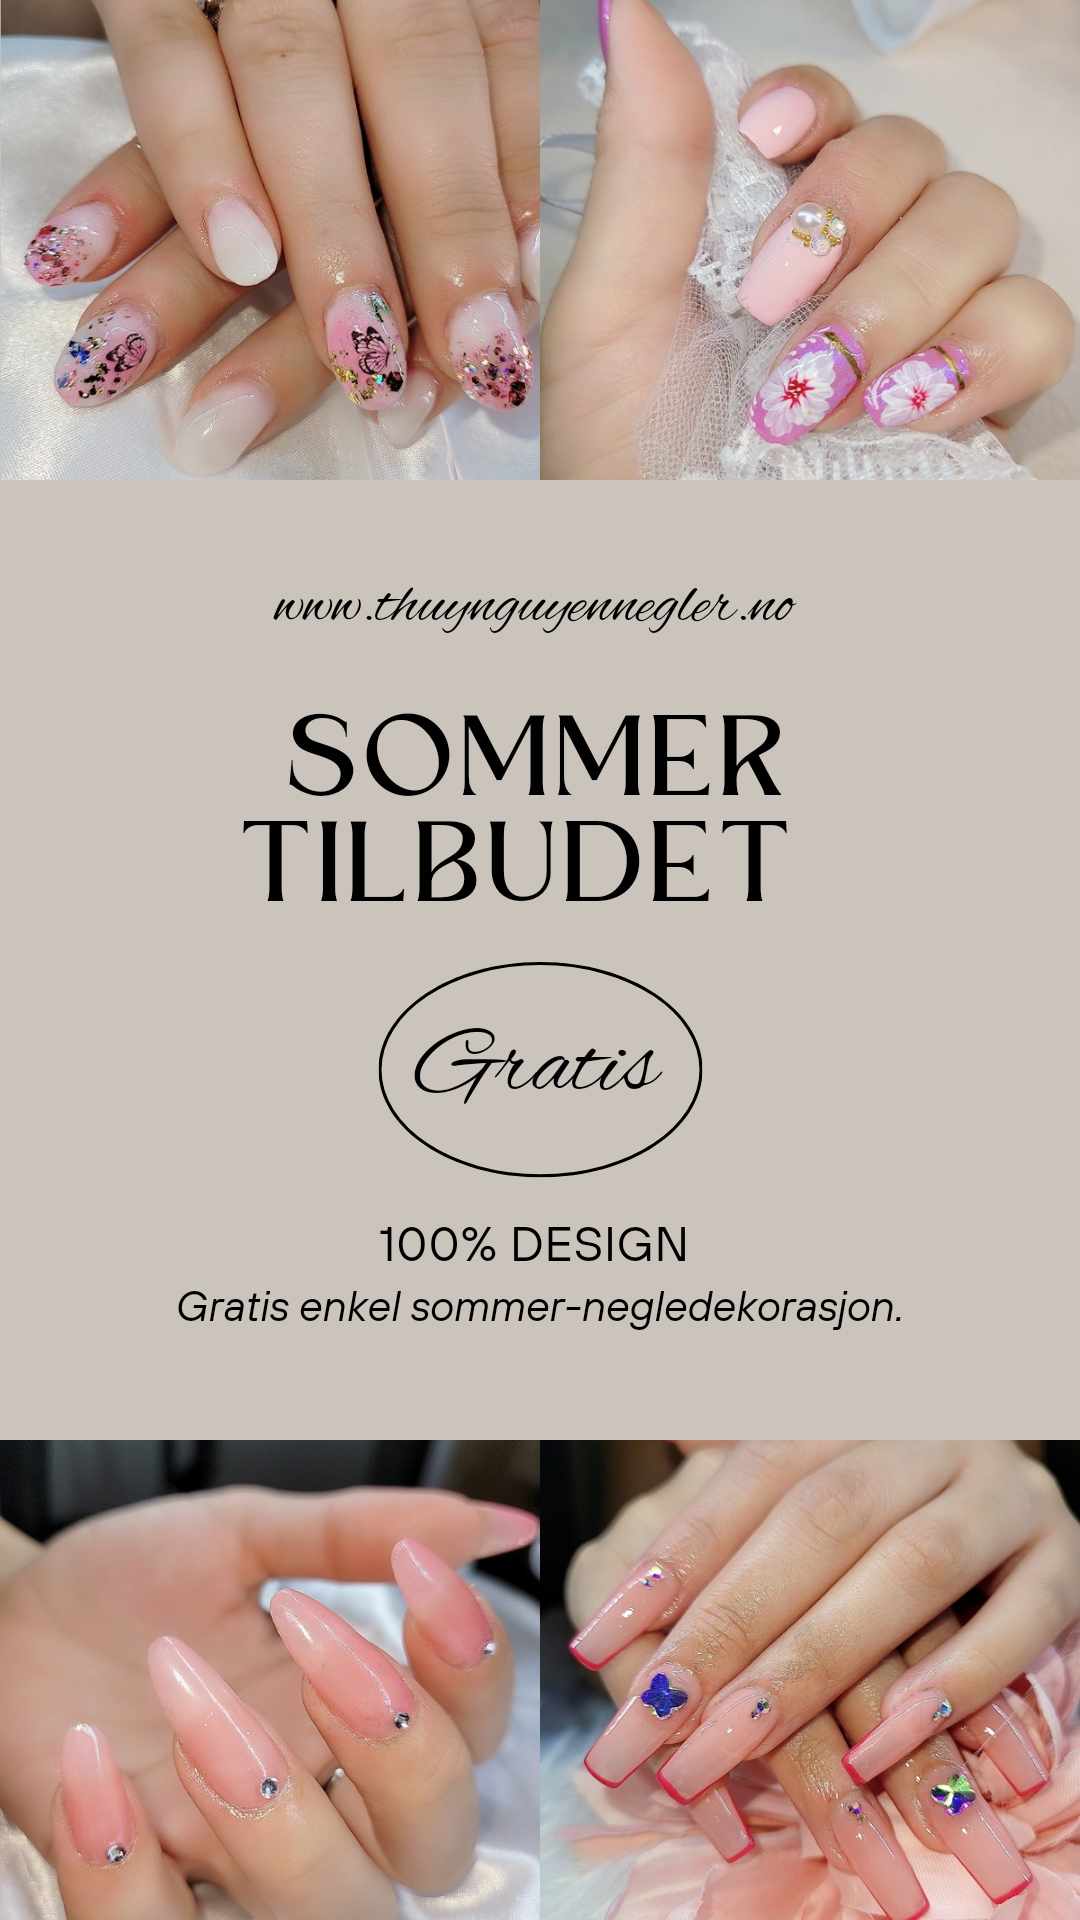 www.thuynguyennegler.no
SOMMER
TILBUDET
Gratis
100% DESIGN
Gratis enkel sommer-negledekorasjon.